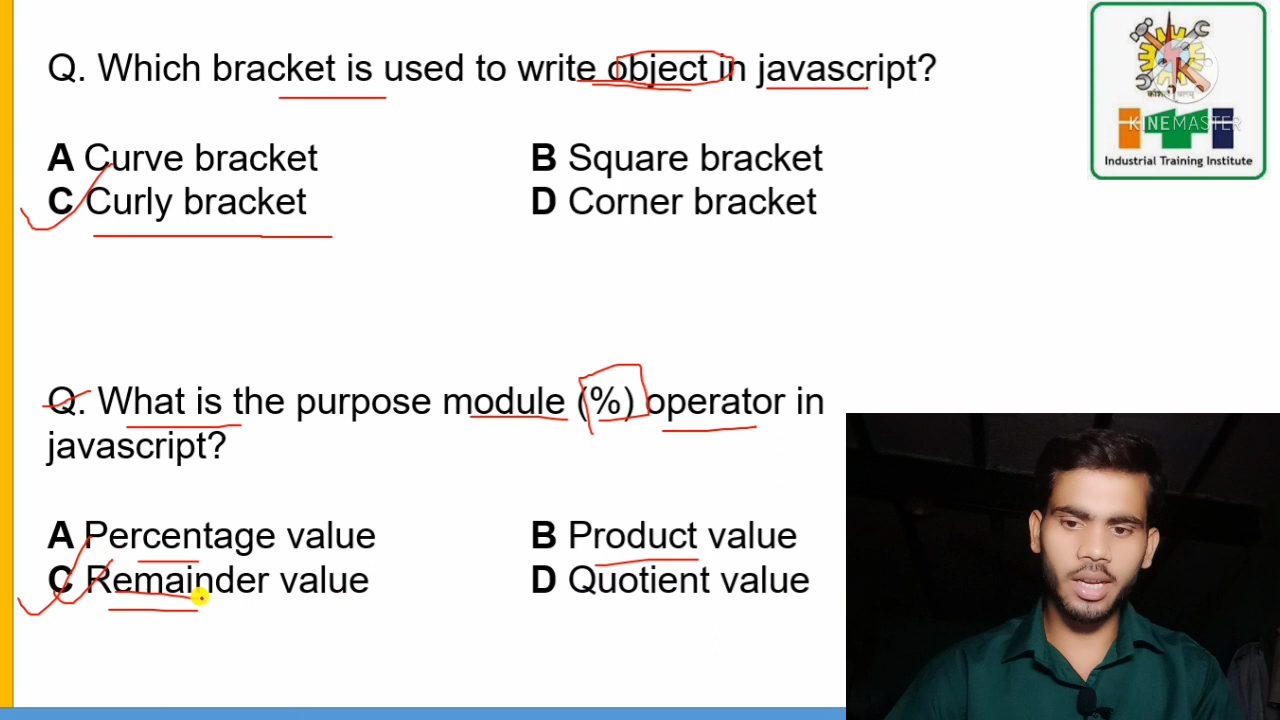 Q. Which bracket is used to write object in javascript?
A Curve bracket
B Square bracket
C Curly bracket
D Corner bracket
Q. What is the purpose module (%) operator in
javascript?
A Percentage value
B Product value
C Remainder value
D Quotient value
KINEMASTER
Industrial Training Institute